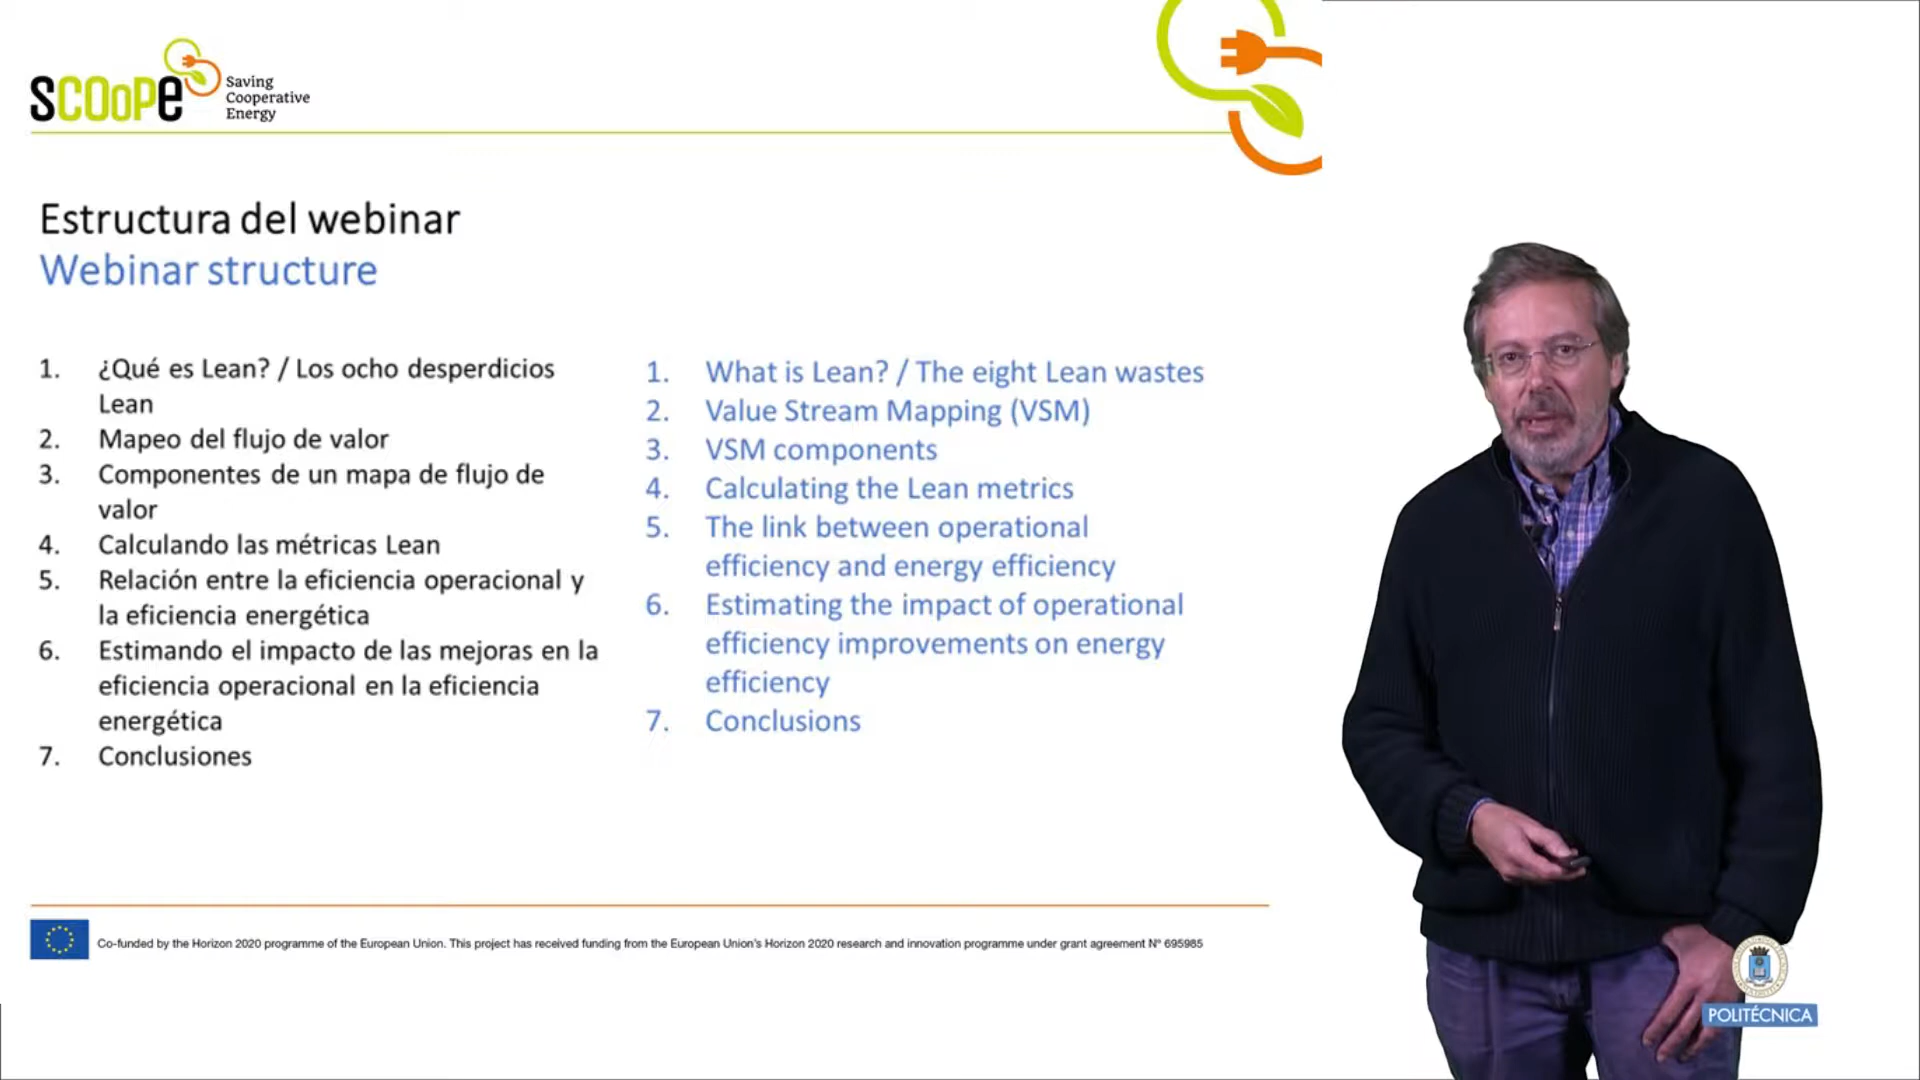 SCOoPE
Saving
Cooperative
Energy
Estructura del webinar
Webinar structure
1. ¿Qué es Lean? / Los ocho desperdicios
Lean
2. Mapeo del flujo de valor
3. Componentes de un mapa de flujo de
valor
4. Calculando las métricas Lean
5. Relación entre la eficiencia operacional y
la eficiencia energética
6. Estimando el impacto de las mejoras en la
eficiencia operacional en la eficiencia
energética
7. Conclusiones
1. What is Lean? / The eight Lean wastes
2. Value Stream Mapping (VSM)
3. VSM components
4. Calculating the Lean metrics
5. The link between operational
efficiency and energy efficiency
6. Estimating the impact of operational
efficiency improvements on energy
efficiency
7. Conclusions
Co-funded by the Horizon 2020 programme of the European Union. This project has received funding from the European Union's Horizon 2020 research and innovation programme under grant agreement N° 695985
POLITÉCNICA